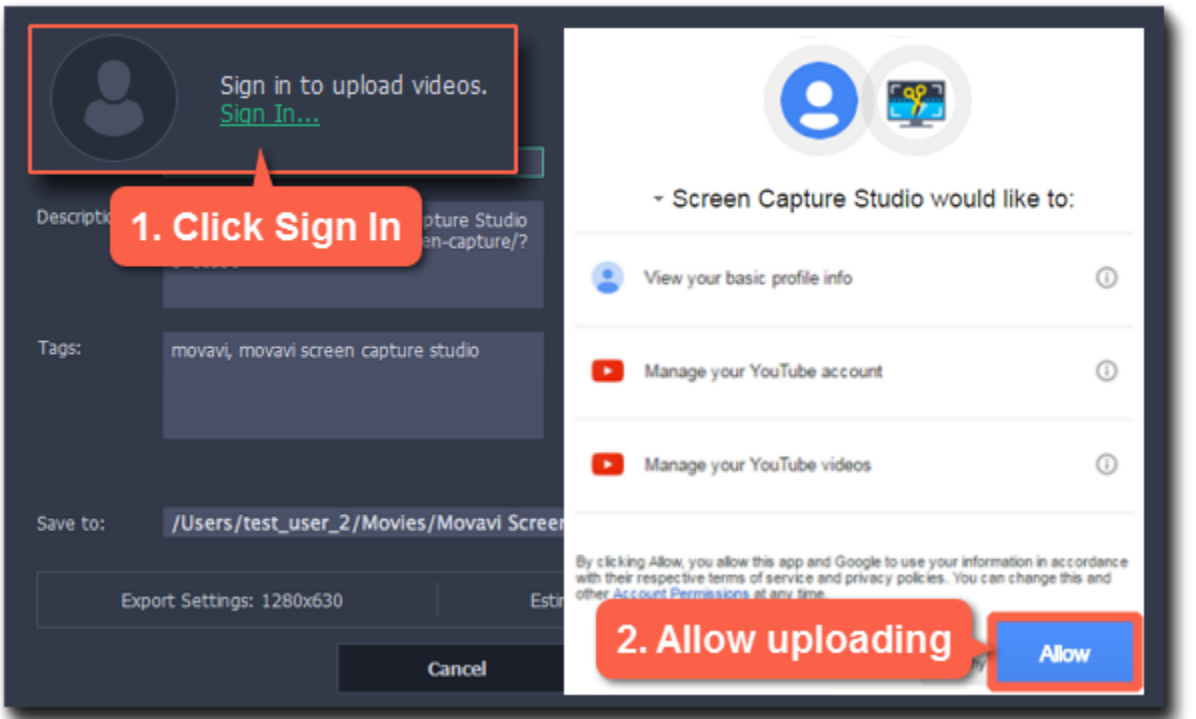 Sign in to upload videos.
Sign In...
1. Click Sign In
pture Studio
en-capture/?
Tags:
movavi, movavi screen capture studio
Save to:
/Users/test_user_2/Movies/Movavi Screen
Export Settings: 1280x630
Cancel
Screen Capture Studio would like to:
View your basic profile info
Manage your YouTube account
Manage your YouTube videos
By clicking Allow, you allow this app and Google to use your information in accordance
with their respective terms of service and privacy policies. You can change this and
other Account Permissions at any time.
2. Allow uploading
Allow